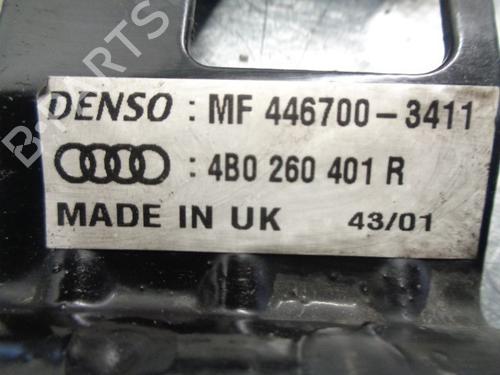 DENSO : MF 446700-3411
: 4B0 260 401 R
MADE IN UK 43/01